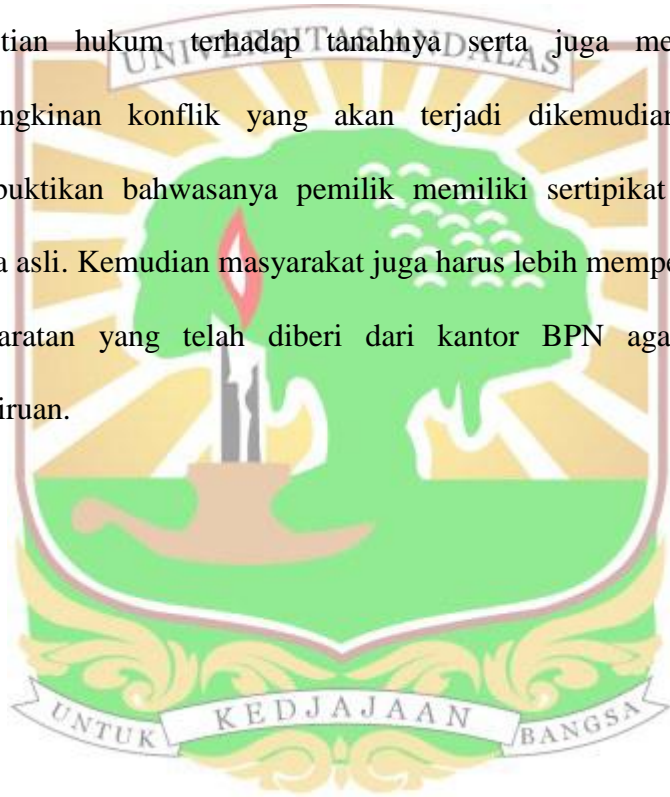 tian hukum terhadap tanahnya serta juga me
UNIVERSITAS ANDALAS
ngkinan konflik yang akan terjadi dikemudian
buktikan bahwasanya pemilik memiliki sertipikat
a asli. Kemudian masyarakat juga harus lebih mempe
aratan yang telah diberi dari kantor BPN aga
iruan.
UNTUK KEDJAJAAN BANGSA